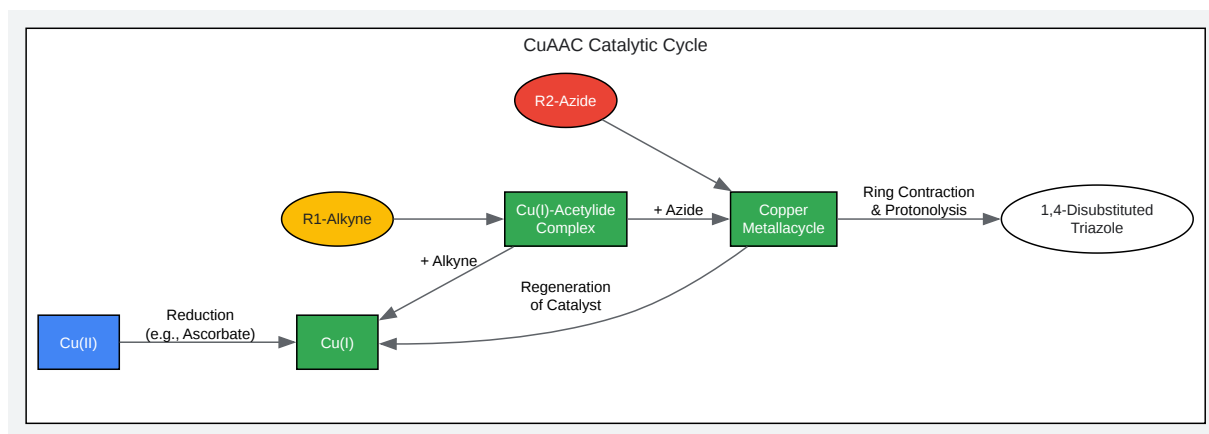 CuAAC Catalytic Cycle
R2-Azide
R1-Alkyne
Cu(I)-Acetylide
Complex
+ Azide
Copper
Metallacycle
Ring Contraction
& Protonolysis
1,4-Disubstituted
Triazole
+ Alkyne
Regeneration
of Catalyst
Cu(II)
Reduction
(e.g., Ascorbate)
Cu(I)